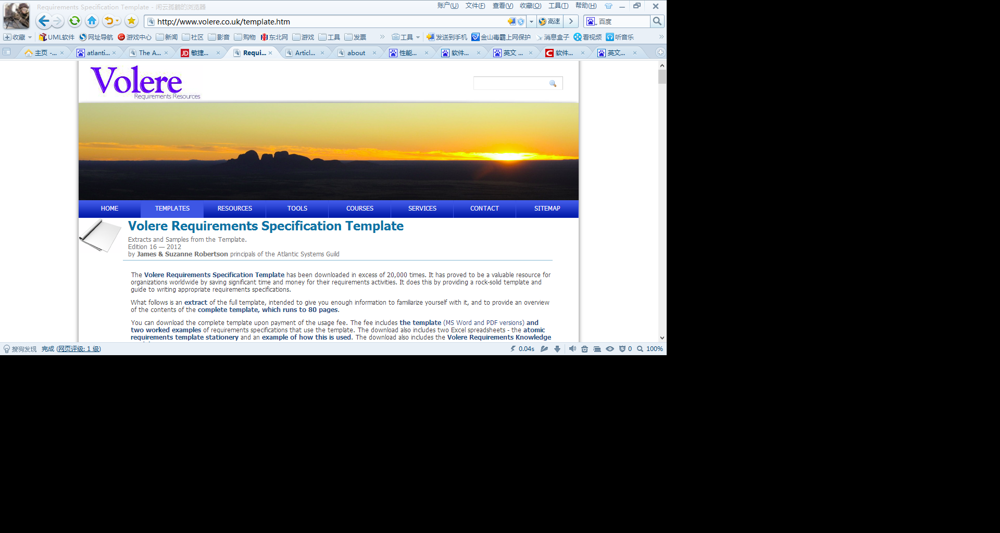 Requirements Specification Template - 闲云孤鹤的浏览器
账户(U) 文件(F) 查看(V) 收藏(O) 工具(T) 帮助(H)
http://www.volere.co.uk/template.htm
高速
百度
收藏 UML软件 网址导航 游戏中心 新闻 社区 影音 购物 东北网 游戏 工具 发票 » 工具 发送到手机 金山毒霸上网保护 消息盒子 看视频 听音乐 »
主页 -... atlanti... The A... JD 敏捷... Requi... Articl... about 性能... 软件... 英文 ... C 软件... 英文...
Volere
Requirements Resources
HOME TEMPLATES RESOURCES TOOLS COURSES SERVICES CONTACT SITEMAP
Volere Requirements Specification Template
Extracts and Samples from the Template.
Edition 16 — 2012
by James & Suzanne Robertson principals of the Atlantic Systems Guild
The Volere Requirements Specification Template has been downloaded in excess of 20,000 times. It has proved to be a valuable resource for
organizations worldwide by saving significant time and money for their requirements activities. It does this by providing a rock-solid template and
guide to writing appropriate requirements specifications.
What follows is an extract of the full template, intended to give you enough information to familiarize yourself with it, and to provide an overview
of the contents of the complete template, which runs to 80 pages.
You can download the complete template upon payment of the usage fee. The fee includes the template (MS Word and PDF versions) and
two worked examples of requirements specifications that use the template. The download also includes two Excel spreadsheets - the atomic
requirements template stationery and an example of how this is used. The download also includes the Volere Requirements Knowledge
搜狗发现 完成 (网页评级: 1 级) 0.04s 0 100%